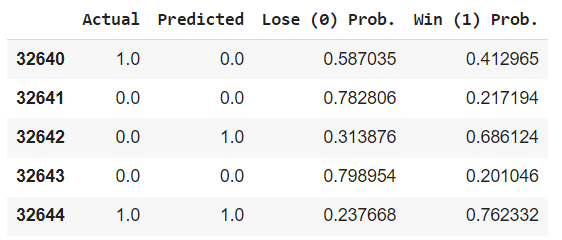 Actual Predicted Lose (0) Prob. Win (1) Prob.
32640 1.0 0.0 0.587035 0.412965
32641 0.0 0.0 0.782806 0.217194
32642 0.0 1.0 0.313876 0.686124
32643 0.0 0.0 0.798954 0.201046
32644 1.0 1.0 0.237668 0.762332